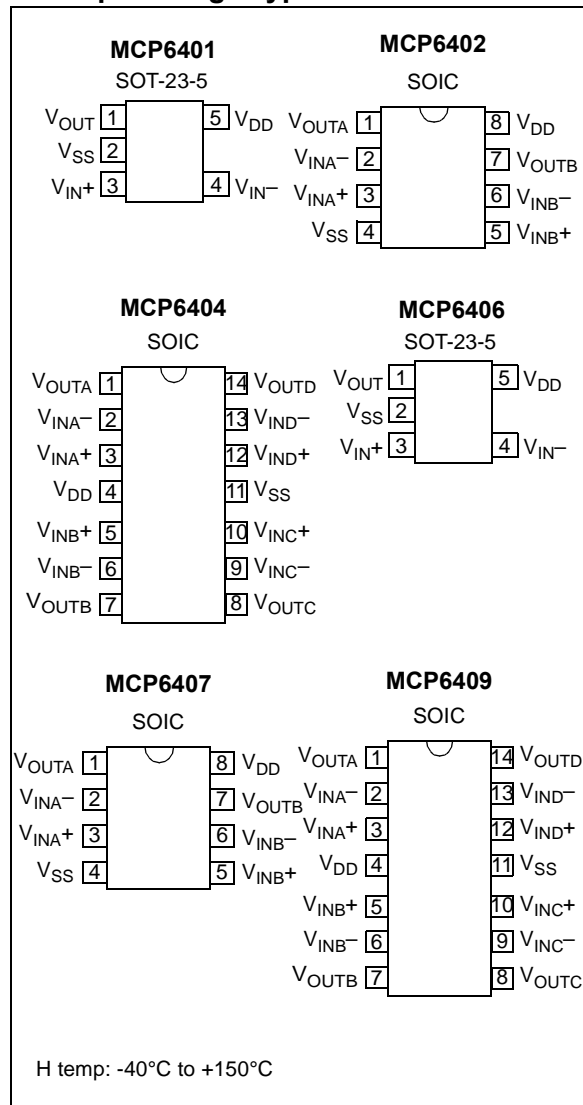 MCP6401
SOT-23-5
VOUT 1 5 VDD
VSS 2
VIN+ 3 4 VIN–
MCP6402
SOIC
VOUTA 1 8 VDD
VINA– 2 7 VOUTB
VINA+ 3 6 VINB–
VSS 4 5 VINB+
MCP6404
SOIC
VOUTA 1 14 VOUTD
VINA– 2 13 VIND–
VINA+ 3 12 VIND+
VDD 4 11 VSS
VINB+ 5 10 VINC+
VINB– 6 9 VINC–
VOUTB 7 8 VOUTC
MCP6406
SOT-23-5
VOUT 1 5 VDD
VSS 2
VIN+ 3 4 VIN–
MCP6407
SOIC
VOUTA 1 8 VDD
VINA– 2 7 VOUTB
VINA+ 3 6 VINB–
VSS 4 5 VINB+
MCP6409
SOIC
VOUTA 1 14 VOUTD
VINA– 2 13 VIND–
VINA+ 3 12 VIND+
VDD 4 11 VSS
VINB+ 5 10 VINC+
VINB– 6 9 VINC–
VOUTB 7 8 VOUTC
H temp: -40°C to +150°C